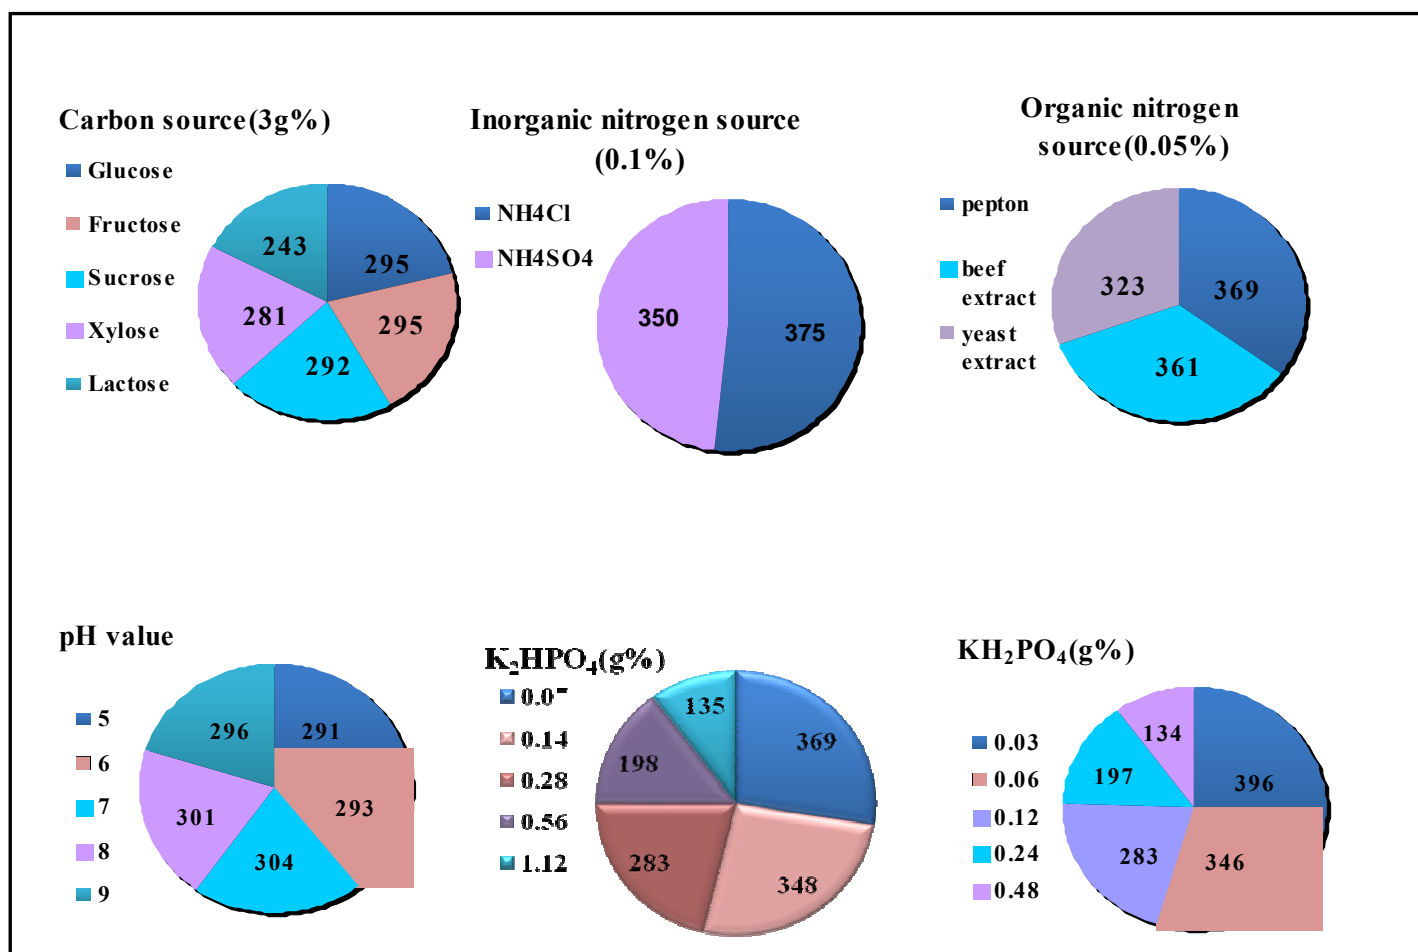 Carbon source(3g%)
Glucose
Fructose
Sucrose
Xylose
Lactose
243
295
281
295
292
Inorganic nitrogen source
(0.1%)
NH4Cl
NH4SO4
350
375
Organic nitrogen
source(0.05%)
pepton
beef
extract
yeast
extract
323
369
361
pH value
5
6
7
8
9
296
291
301
293
304
K₂HPO₄(g%)
0.14
0.28
0.56
1.12
135
369
198
283
348
KH₂PO₄(g%)
0.03
0.06
0.12
0.24
0.48
134
197
396
283
346